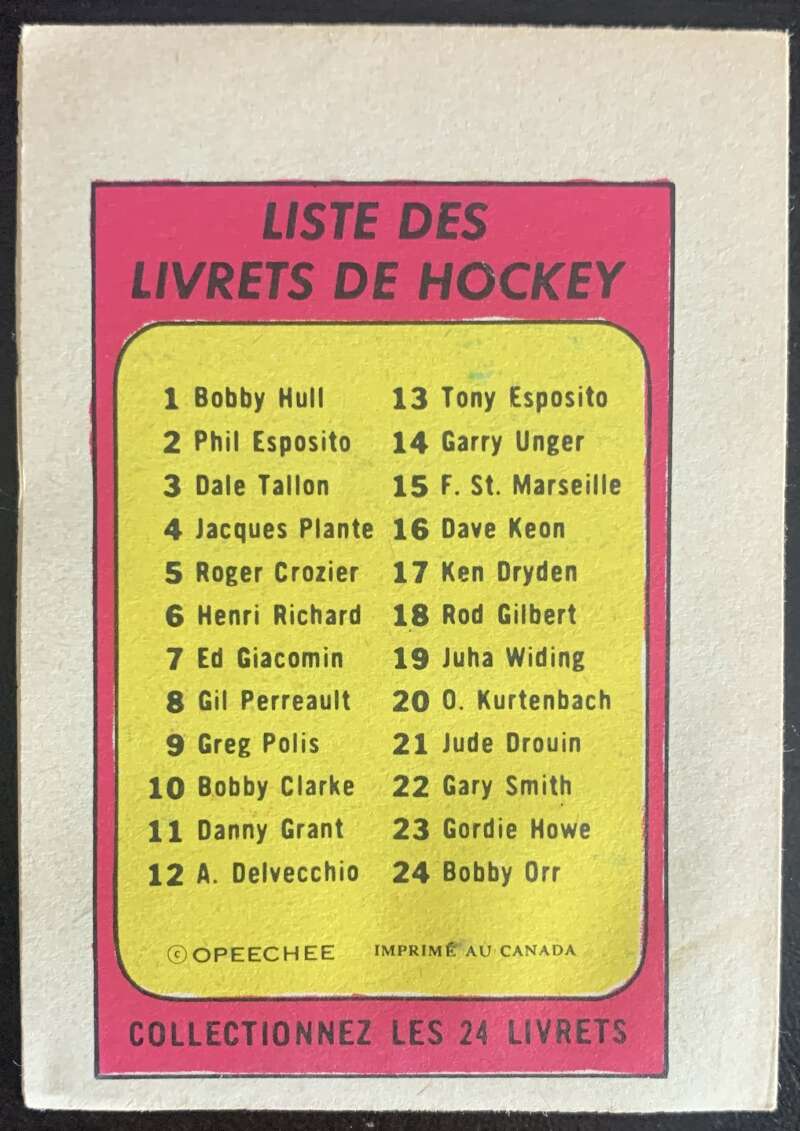 LISTE DES
LIVRETS DE HOCKEY
1 Bobby Hull
2 Phil Esposito
3 Dale Tallon
4 Jacques Plante
5 Roger Crozier
6 Henri Richard
7 Ed Giacomin
8 Gil Perreault
9 Greg Polis
10 Bobby Clarke
11 Danny Grant
12 A. Delvecchio
13 Tony Esposito
14 Garry Unger
15 F. St. Marseille
16 Dave Keon
17 Ken Dryden
18 Rod Gilbert
19 Juha Widing
20 O. Kurtenbach
21 Jude Drouin
22 Gary Smith
23 Gordie Howe
24 Bobby Orr
© OPEECHEE IMPRIMÉ AU CANADA
COLLECTIONNEZ LES 24 LIVRETS